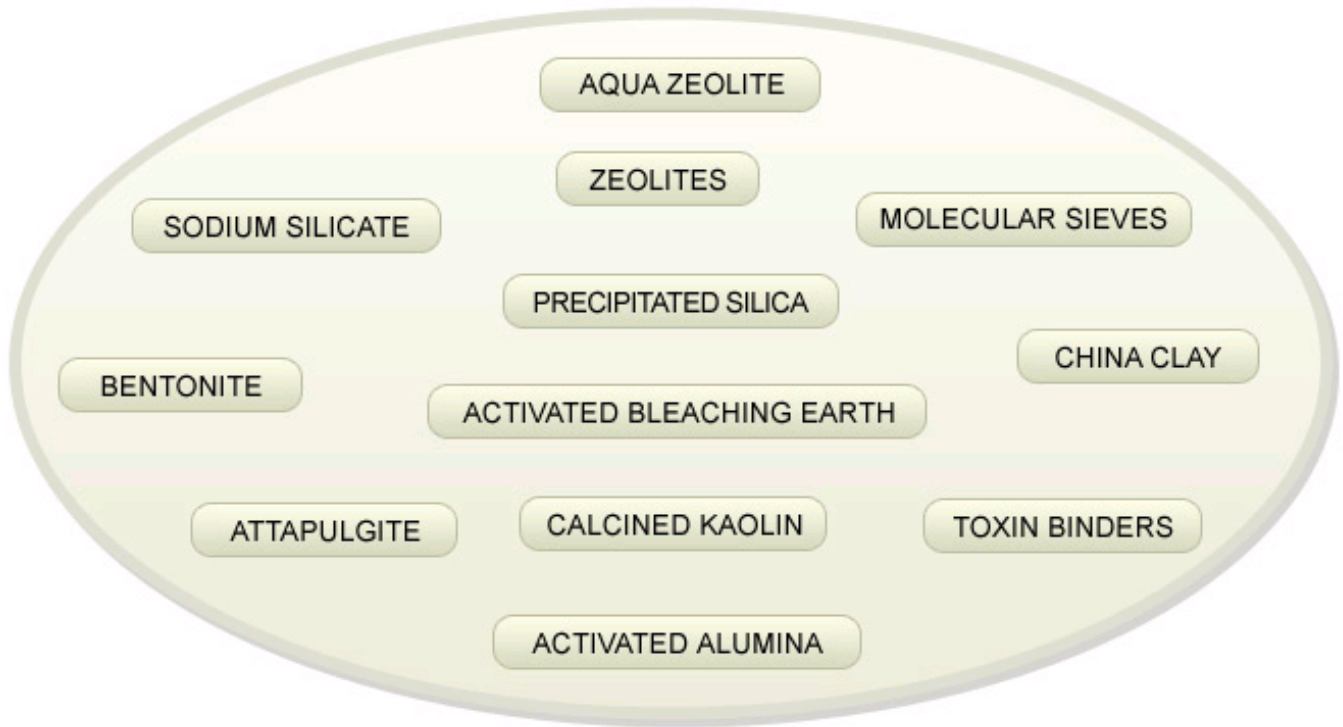 AQUA ZEOLITE
ZEOLITES
SODIUM SILICATE
MOLECULAR SIEVES
PRECIPITATED SILICA
CHINA CLAY
BENTONITE
ACTIVATED BLEACHING EARTH
ATTAPULGITE
CALCINED KAOLIN
TOXIN BINDERS
ACTIVATED ALUMINA